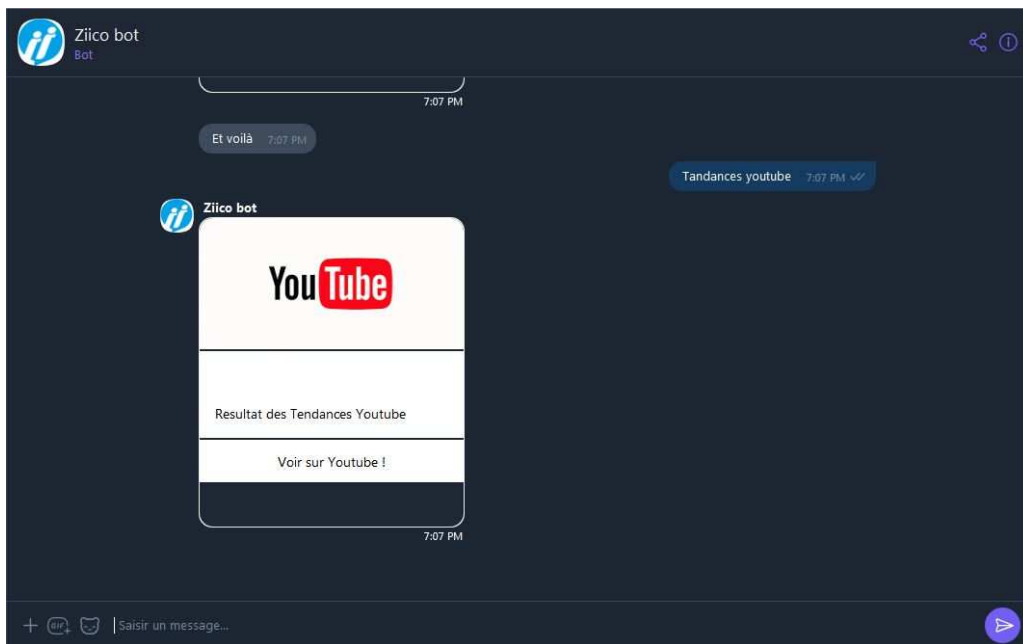 Ziico bot
Bot
7:07 PM
Et voilà 7:07 PM
Tandances youtube 7:07 PM
Ziico bot
YouTube
Resultat des Tendances Youtube
Voir sur Youtube !
7:07 PM
GIF
Saisir un message...